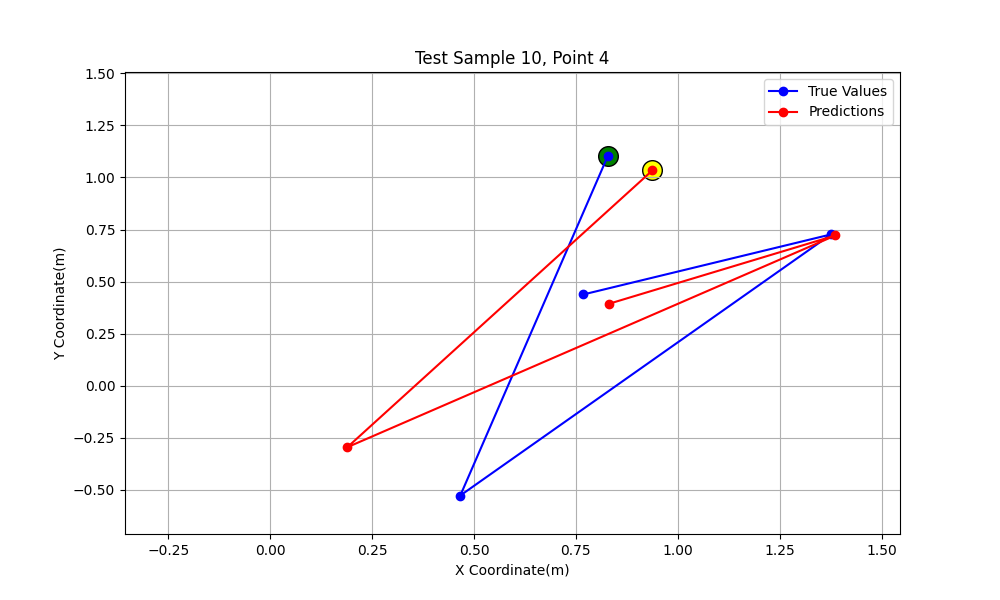 Test Sample 10, Point 4
True Values
Predictions
1.50
1.25
1.00
0.75
0.50
0.25
0.00
−0.25
−0.50
Y Coordinate(m)
−0.25 0.00 0.25 0.50 0.75 1.00 1.25 1.50
X Coordinate(m)